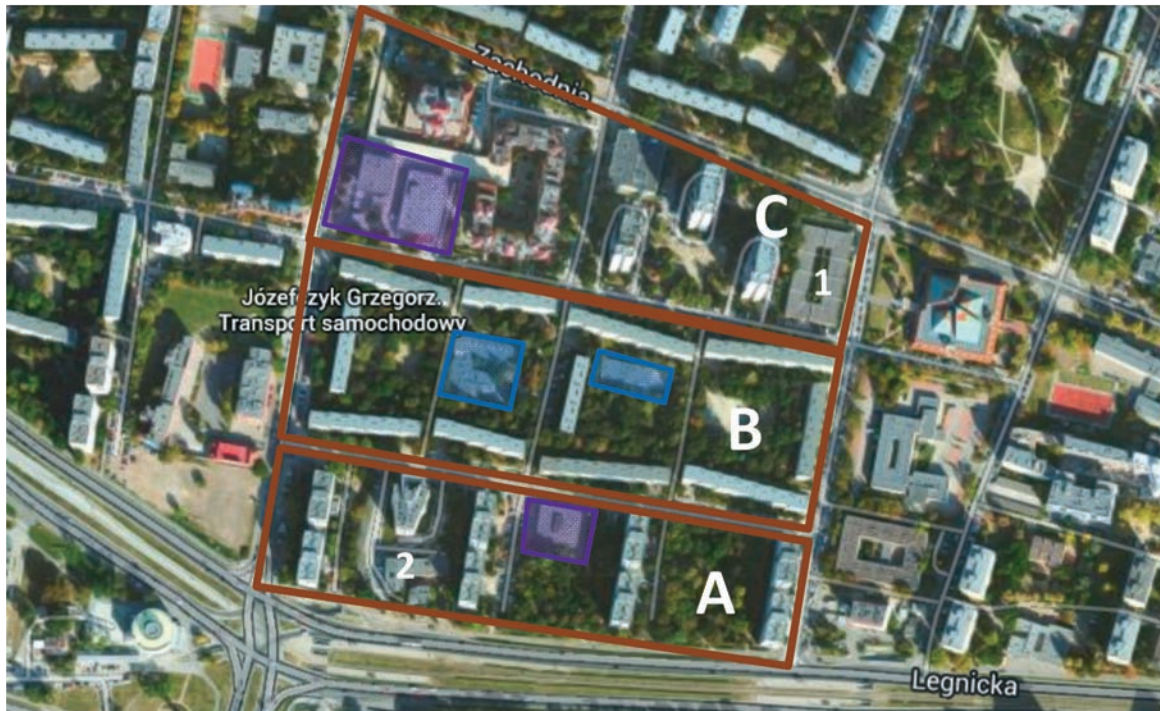 Zachodnia
C
1
Józefczyk Grzegorz..
Transport samochodowy
B
2
A
Legnicka